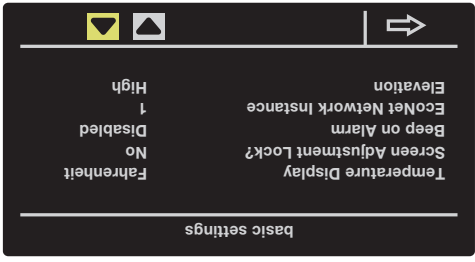 basic settings
Temperature Display Fahrenheit
Screen Adjustment Lock? No
Beep on Alarm Disabled
EcoNet Network Instance 1
Elevation High